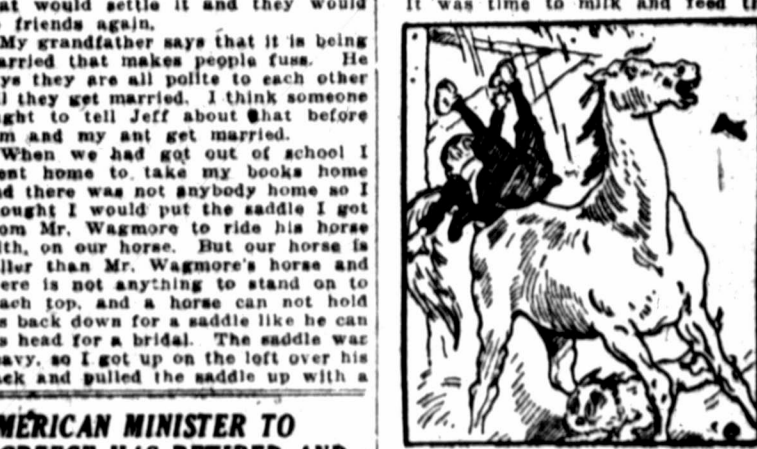 at would settle it and they would
friends again.
My grandfather says that it is being
arried that makes people fuss. He
ys they are all polite to each other
l they get married. I think someone
ght to tell Jeff about that before
m and my ant get married.
When we had got out of school I
ent home to take my books home
d there was not anybody home so I
ought I would put the saddle I got
om Mr. Wagmore to ride his horse
ith, on our horse. But our horse is
ller than Mr. Wagmore's horse and
ere is not anything to stand on to
ach top, and a horse can not hold
s back down for a saddle like he can
s head for a bridal. The saddle was
avy, so I got up on the loft over his
ck and pulled the saddle up with a
MERICAN MINISTER TO
It was time to milk and feed th